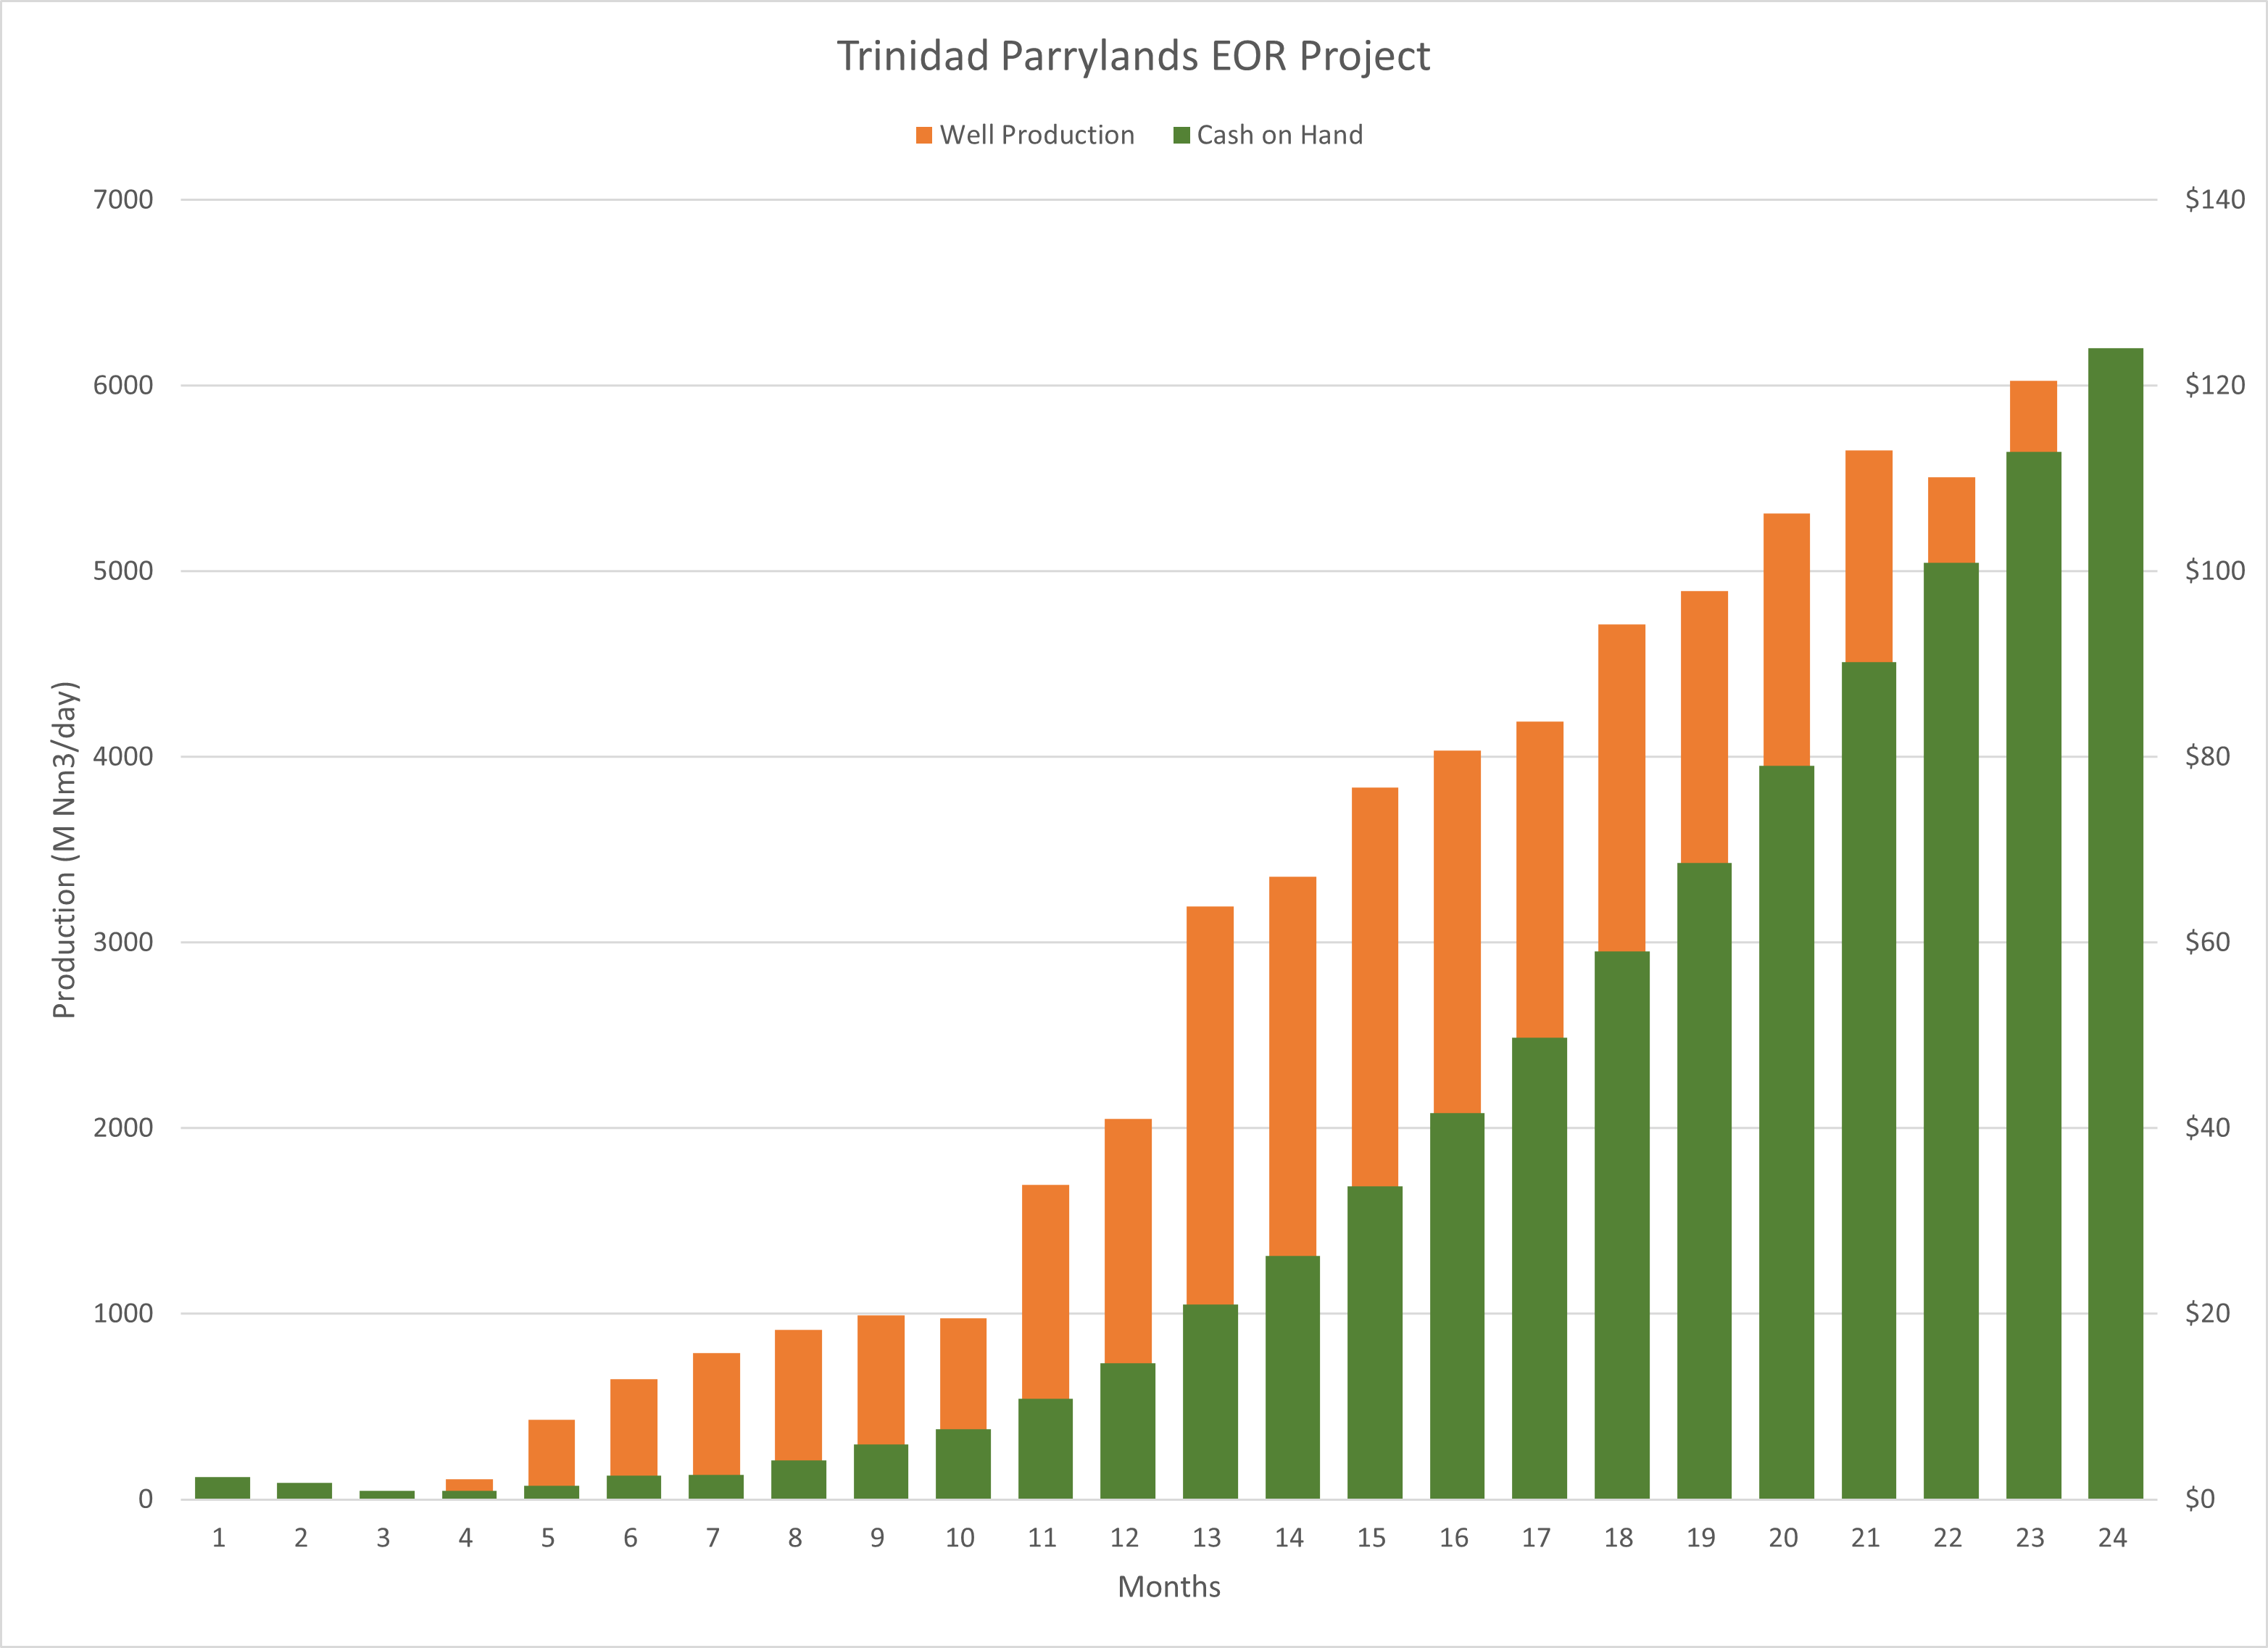 Trinidad Parrylands EOR Project
Well Production Cash on Hand
7000 $140
6000 $120
5000 $100
4000 $80
3000 $60
2000 $40
1000 $20
0 $0
Production (M Nm3/day)
1 2 3 4 5 6 7 8 9 10 11 12 13 14 15 16 17 18 19 20 21 22 23 24
Months